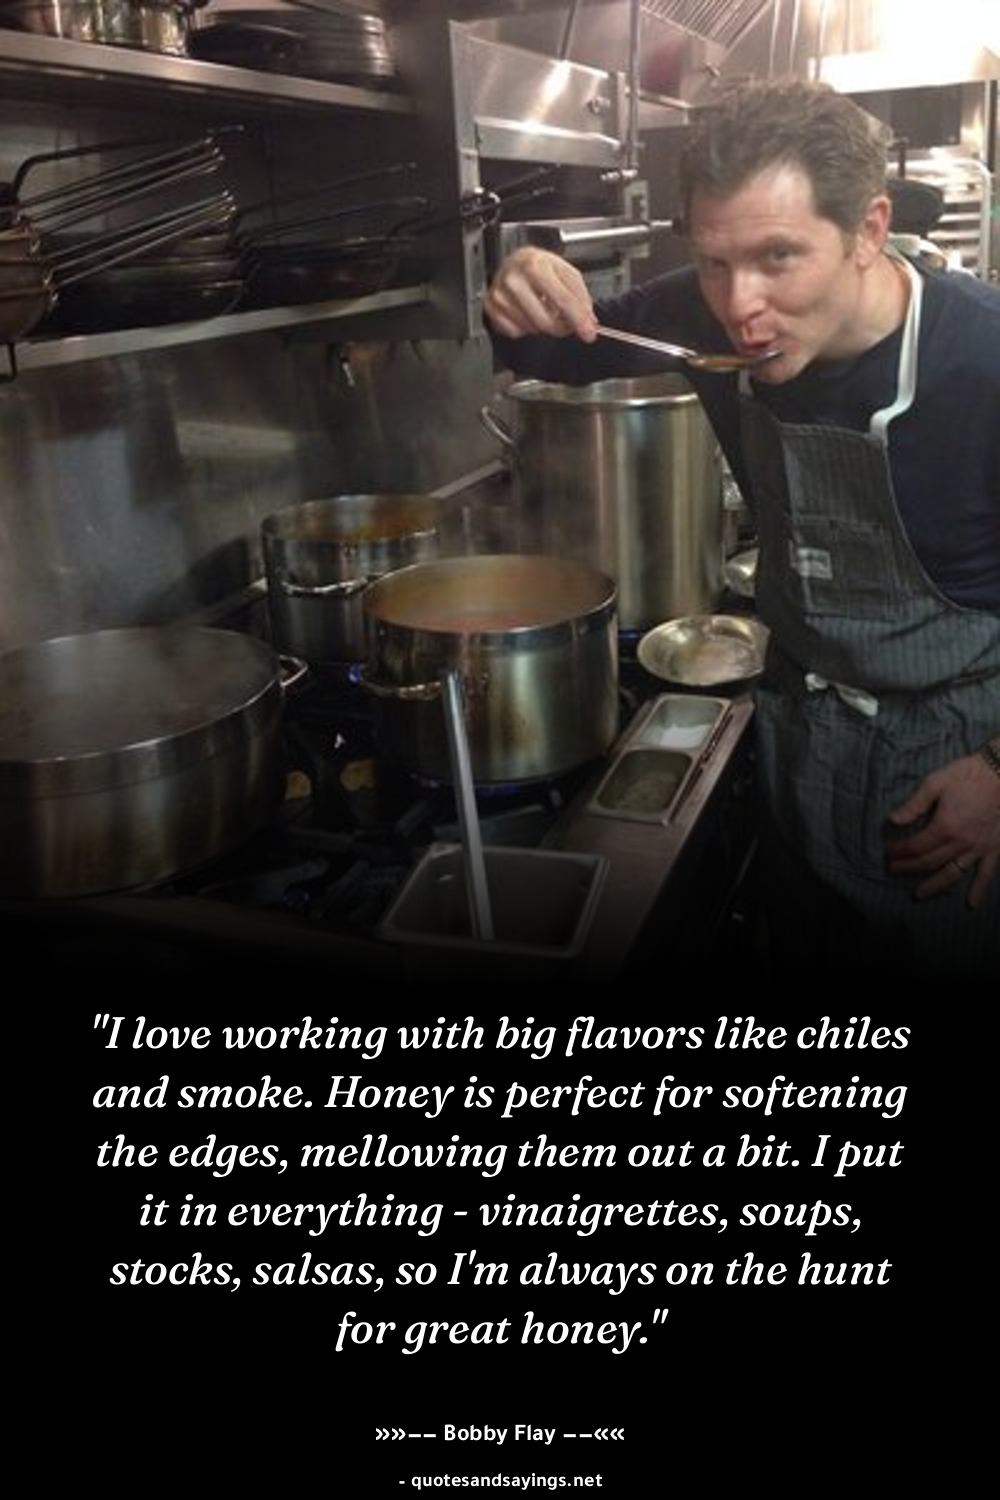 "I love working with big flavors like chiles
and smoke. Honey is perfect for softening
the edges, mellowing them out a bit. I put
it in everything - vinaigrettes, soups,
stocks, salsas, so I'm always on the hunt
for great honey."
»»–– Bobby Flay ––««
- quotesandsayings.net